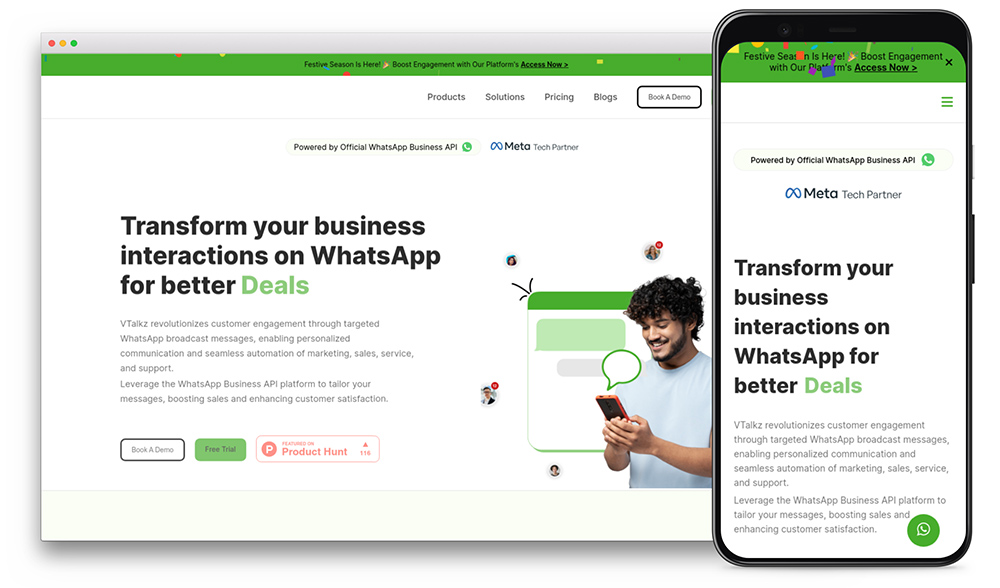 Festive Season Is Here! 🎉 Boost Engagement with Our Platform's Access Now >
Products Solutions Pricing Blogs Book A Demo
Powered by Official WhatsApp Business API Meta Tech Partner
Transform your business
interactions on WhatsApp
for better Deals
VTalkz revolutionizes customer engagement through targeted
WhatsApp broadcast messages, enabling personalized
communication and seamless automation of marketing, sales, service,
and support.
Leverage the WhatsApp Business API platform to tailor your
messages, boosting sales and enhancing customer satisfaction.
Book A Demo Free Trial
FEATURED ON
Product Hunt
116
Festive Season Is Here! 🎉 Boost Engagement
with Our Platform's Access Now >
Powered by Official WhatsApp Business API
Meta Tech Partner
Transform your
business
interactions on
WhatsApp for
better Deals
VTalkz revolutionizes customer engagement
through targeted WhatsApp broadcast messages,
enabling personalized communication and
seamless automation of marketing, sales, service,
and support.
Leverage the WhatsApp Business API platform to
tailor your messages, boosting sales and
enhancing customer satisfaction.